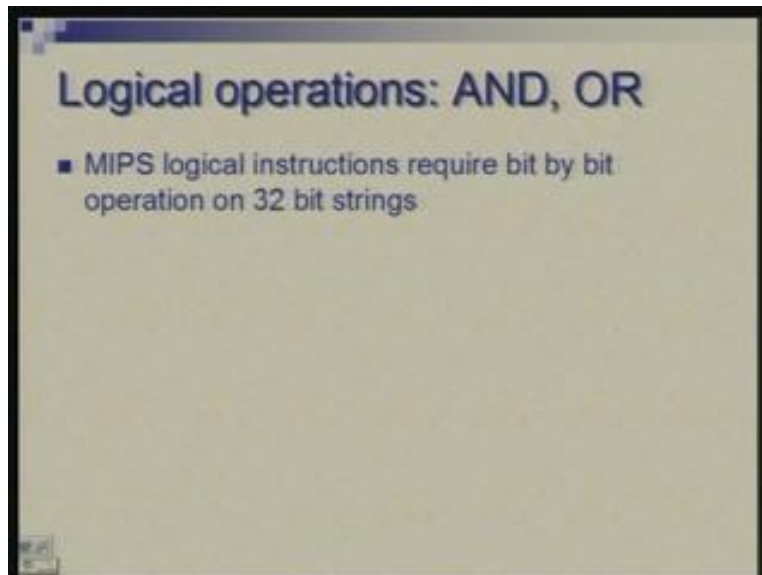 Logical operations: AND, OR
■ MIPS logical instructions require bit by bit
operation on 32 bit strings